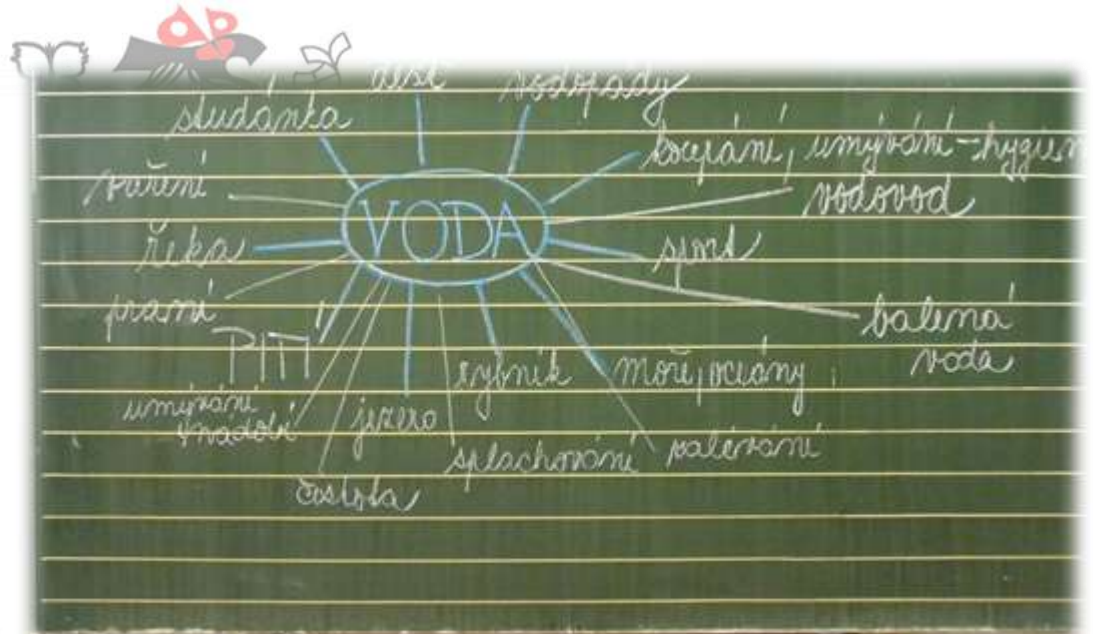 déšť
vodopády
studánka
koupání, umývání - hygien
vaření
vodovod
VODA
řeka
sport
praní
balená
voda
PITÍ
rybník
moře, oceány
umývání
nádobí
jezero
splachování
zalévání
čistota